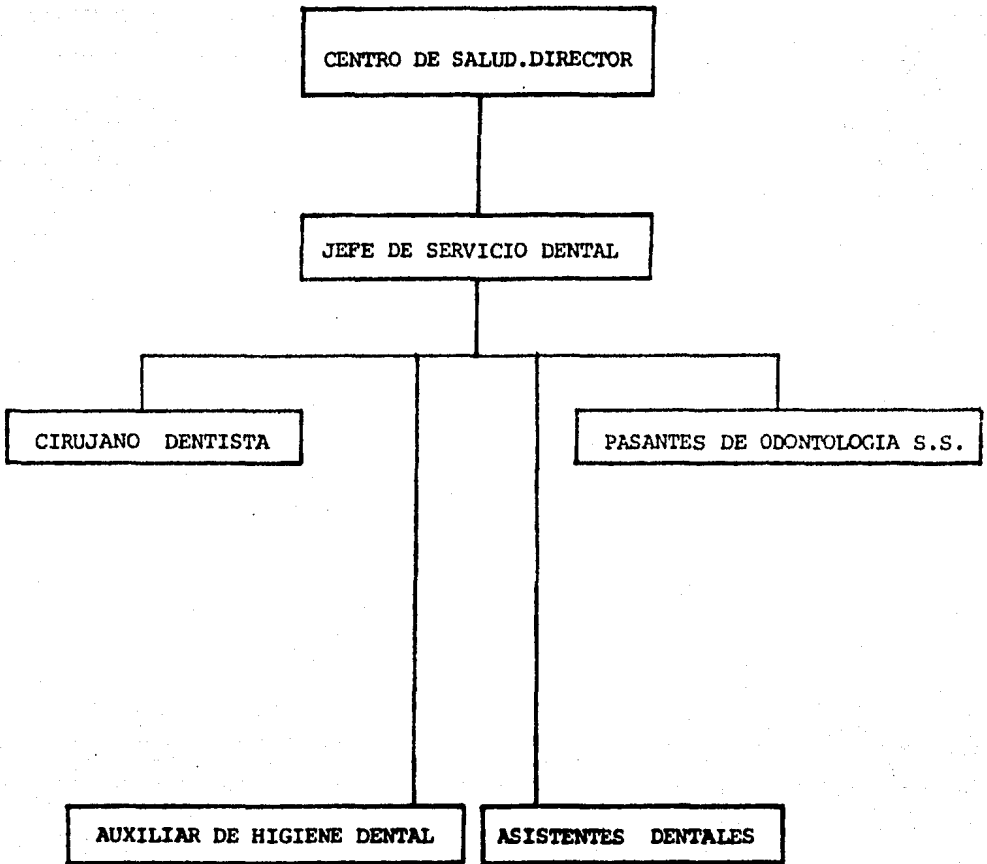 CENTRO DE SALUD.DIRECTOR
JEFE DE SERVICIO DENTAL
CIRUJANO DENTISTA
PASANTES DE ODONTOLOGIA S.S.
AUXILIAR DE HIGIENE DENTAL
ASISTENTES DENTALES